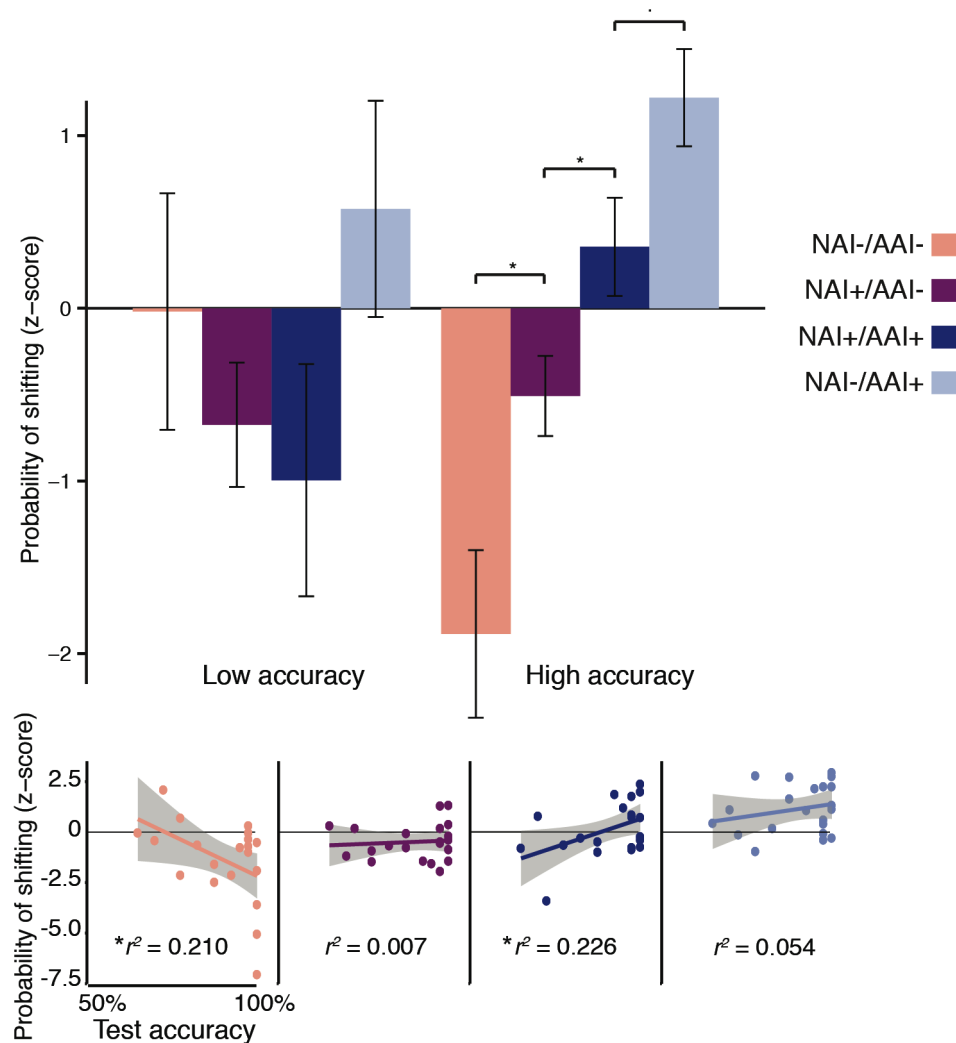 .
1
*
*
0
-1
-2
Probability of shifting (z-score)
Low accuracy
High accuracy
NAI-/AAI-
NAI+/AAI-
NAI+/AAI+
NAI-/AAI+
Probability of shifting (z-score)
2.5
0
-2.5
-5.0
-7.5
*r² = 0.210
r² = 0.007
*r² = 0.226
r² = 0.054
50%
100%
Test accuracy